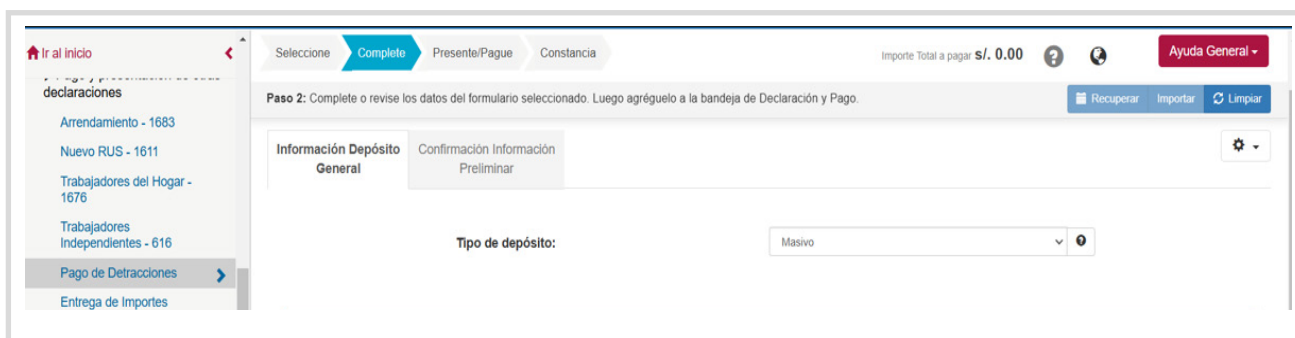 Ir al inicio
declaraciones
Arrendamiento - 1683
Nuevo RUS - 1611
Trabajadores del Hogar -
1676
Trabajadores
Independientes - 616
Pago de Detracciones
Entrega de Importes
Seleccione
Complete
Presente/Pague
Constancia
Importe Total a pagar s/. 0.00
Ayuda General
Paso 2: Complete o revise los datos del formulario seleccionado. Luego agréguelo a la bandeja de Declaración y Pago.
Recuperar
Importar
Limpiar
Información Depósito
General
Confirmación Información
Preliminar
Tipo de depósito:
Masivo